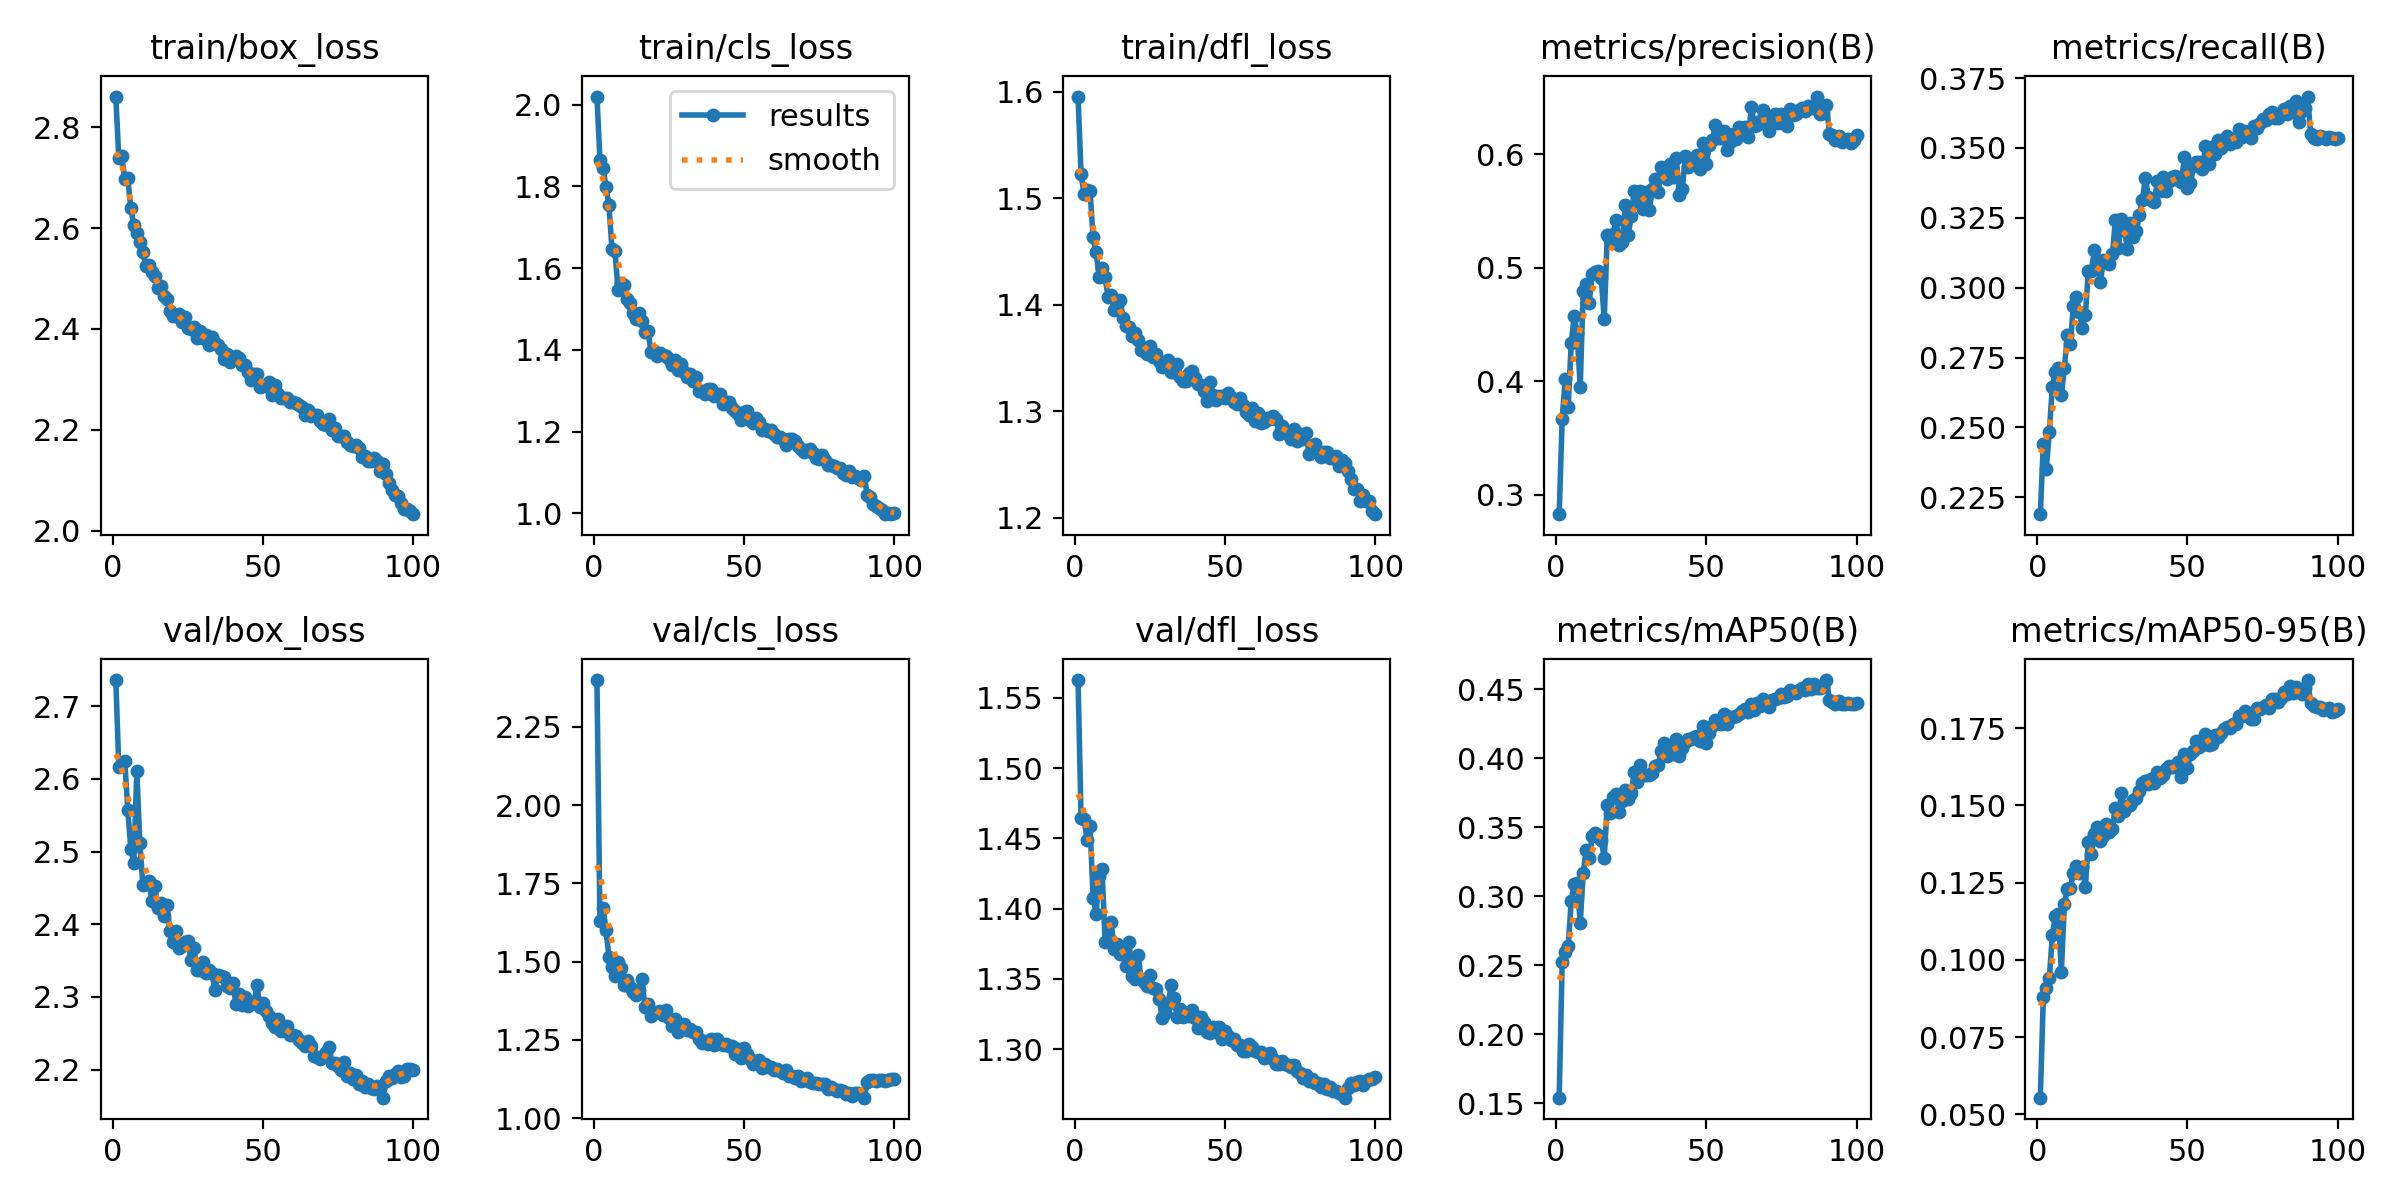 train/box_loss
2.8
2.6
2.4
2.2
2.0
0 50 100
train/cls_loss
results
smooth
2.0
1.8
1.6
1.4
1.2
1.0
0 50 100
train/dfl_loss
1.6
1.5
1.4
1.3
1.2
0 50 100
metrics/precision(B)
0.6
0.5
0.4
0.3
0 50 100
metrics/recall(B)
0.375
0.350
0.325
0.300
0.275
0.250
0.225
0 50 100
val/box_loss
2.7
2.6
2.5
2.4
2.3
2.2
0 50 100
val/cls_loss
2.25
2.00
1.75
1.50
1.25
1.00
0 50 100
val/dfl_loss
1.55
1.50
1.45
1.40
1.35
1.30
0 50 100
metrics/mAP50(B)
0.45
0.40
0.35
0.30
0.25
0.20
0.15
0 50 100
metrics/mAP50-95(B)
0.175
0.150
0.125
0.100
0.075
0.050
0 50 100